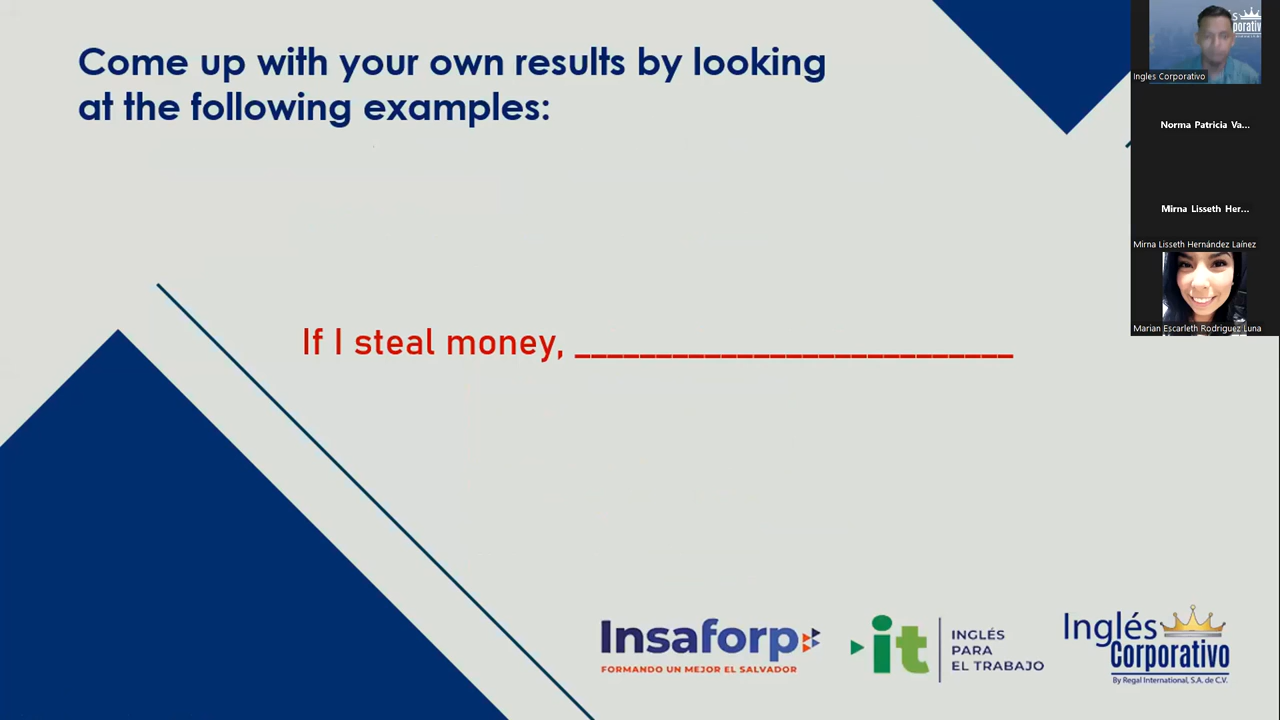 Come up with your own results by looking
at the following examples:
If I steal money, ___________________________
Insaforp
FORMANDO UN MEJOR EL SALVADOR
it
INGLÉS
PARA
EL TRABAJO
Inglés
Corporativo
By Regal International, S.A. de C.V.
Ingles Corporativo
Norma Patricia Va...
Mirna Lisseth Her...
Mirna Lisseth Hernández Laínez
Marian Escarleth Rodriguez Luna